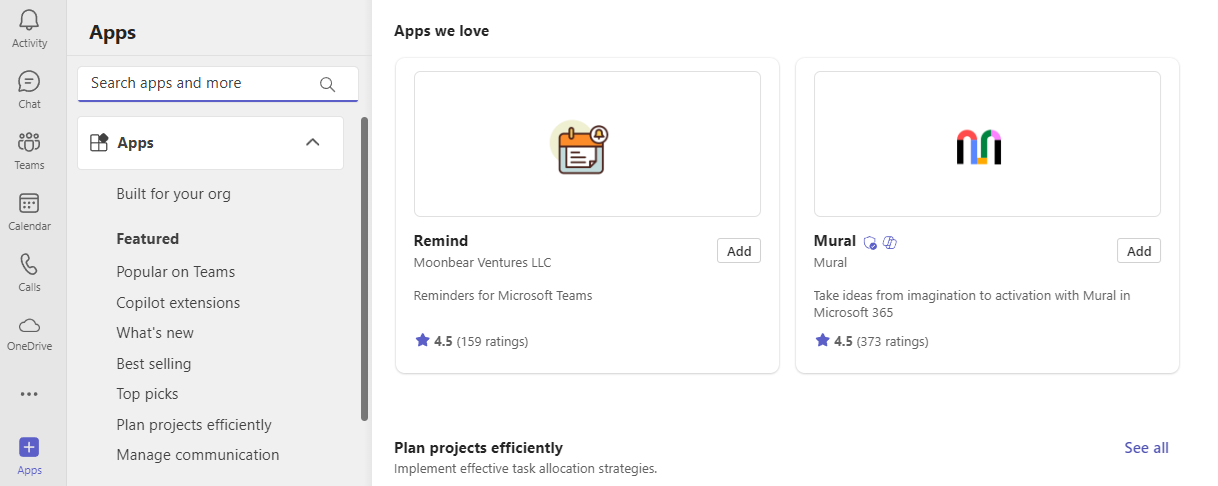 Activity
Chat
Teams
Calendar
Calls
OneDrive
Apps
Apps
Search apps and more
Apps
Built for your org
Featured
Popular on Teams
Copilot extensions
What's new
Best selling
Top picks
Plan projects efficiently
Manage communication
Apps we love
Remind
Add
Moonbear Ventures LLC
Reminders for Microsoft Teams
4.5 (159 ratings)
Mural
Add
Mural
Take ideas from imagination to activation with Mural in
Microsoft 365
4.5 (373 ratings)
Plan projects efficiently
See all
Implement effective task allocation strategies.